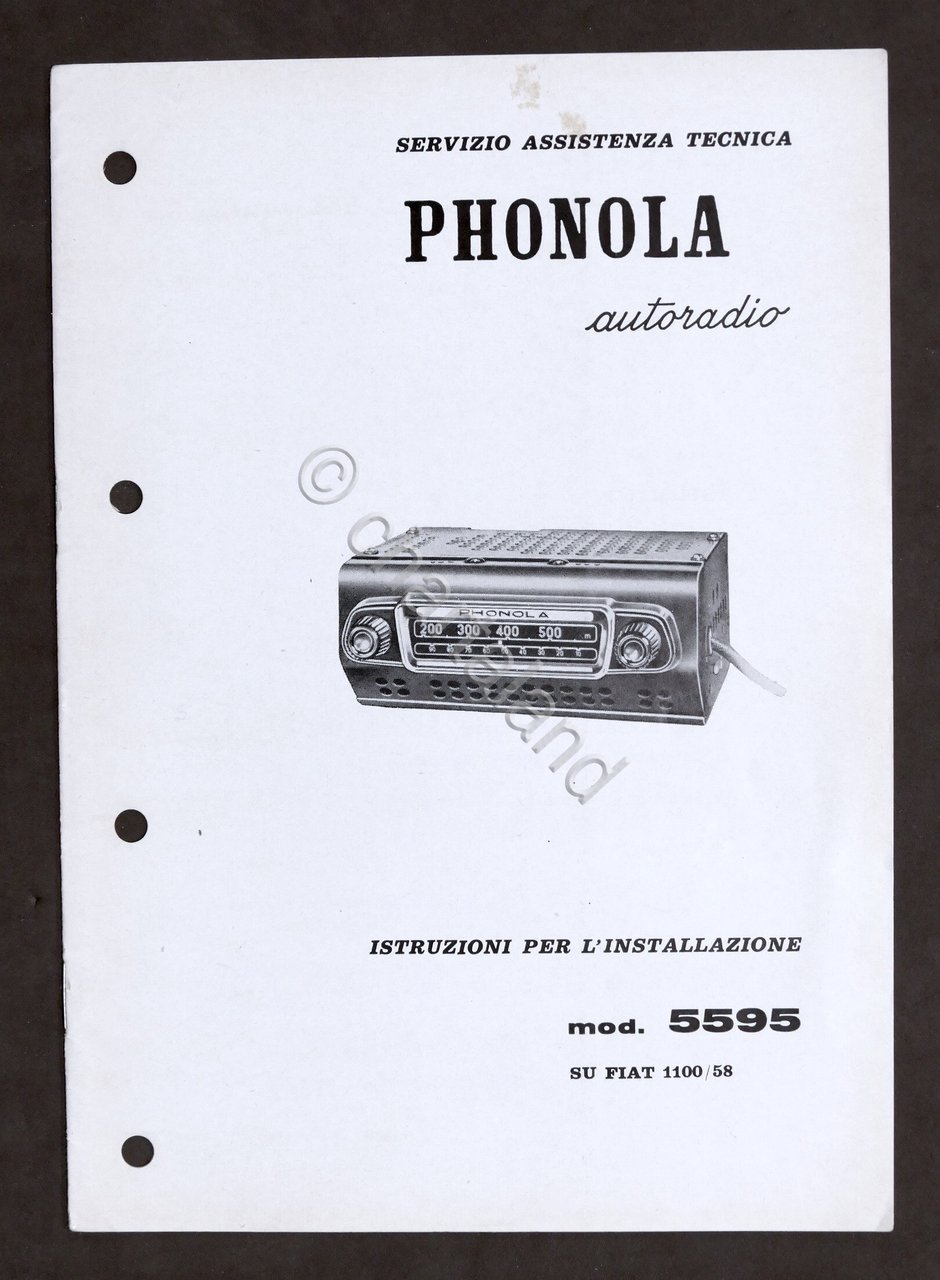 SERVIZIO ASSISTENZA TECNICA
PHONOLA
autoradio
© charteland
PHONOLA
200 300 400 500 m
ISTRUZIONI PER L'INSTALLAZIONE
mod. 5595
SU FIAT 1100/58